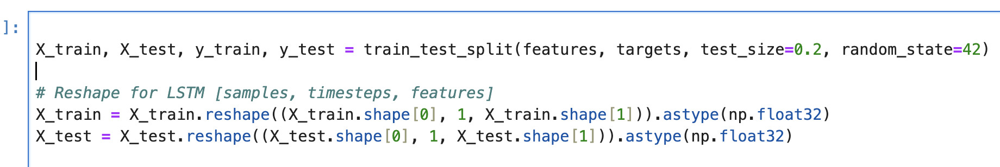 ]:
X_train, X_test, y_train, y_test = train_test_split(features, targets, test_size=0.2, random_state=42)
# Reshape for LSTM [samples, timesteps, features]
X_train = X_train.reshape((X_train.shape[0], 1, X_train.shape[1])).astype(np.float32)
X_test = X_test.reshape((X_test.shape[0], 1, X_test.shape[1])).astype(np.float32)